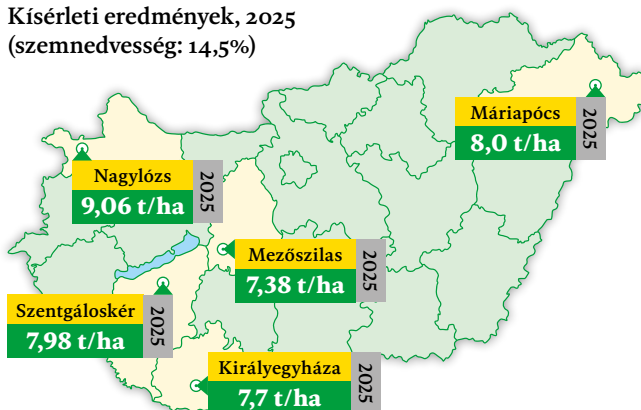 Kísérleti eredmények, 2025
(szemnedvesség: 14,5%)
Máriapócs
8,0 t/ha
2025
Nagylózs
9,06 t/ha
2025
Mezőszilas
7,38 t/ha
2025
Szentgáloskér
7,98 t/ha
2025
Királyegyháza
7,7 t/ha
2025